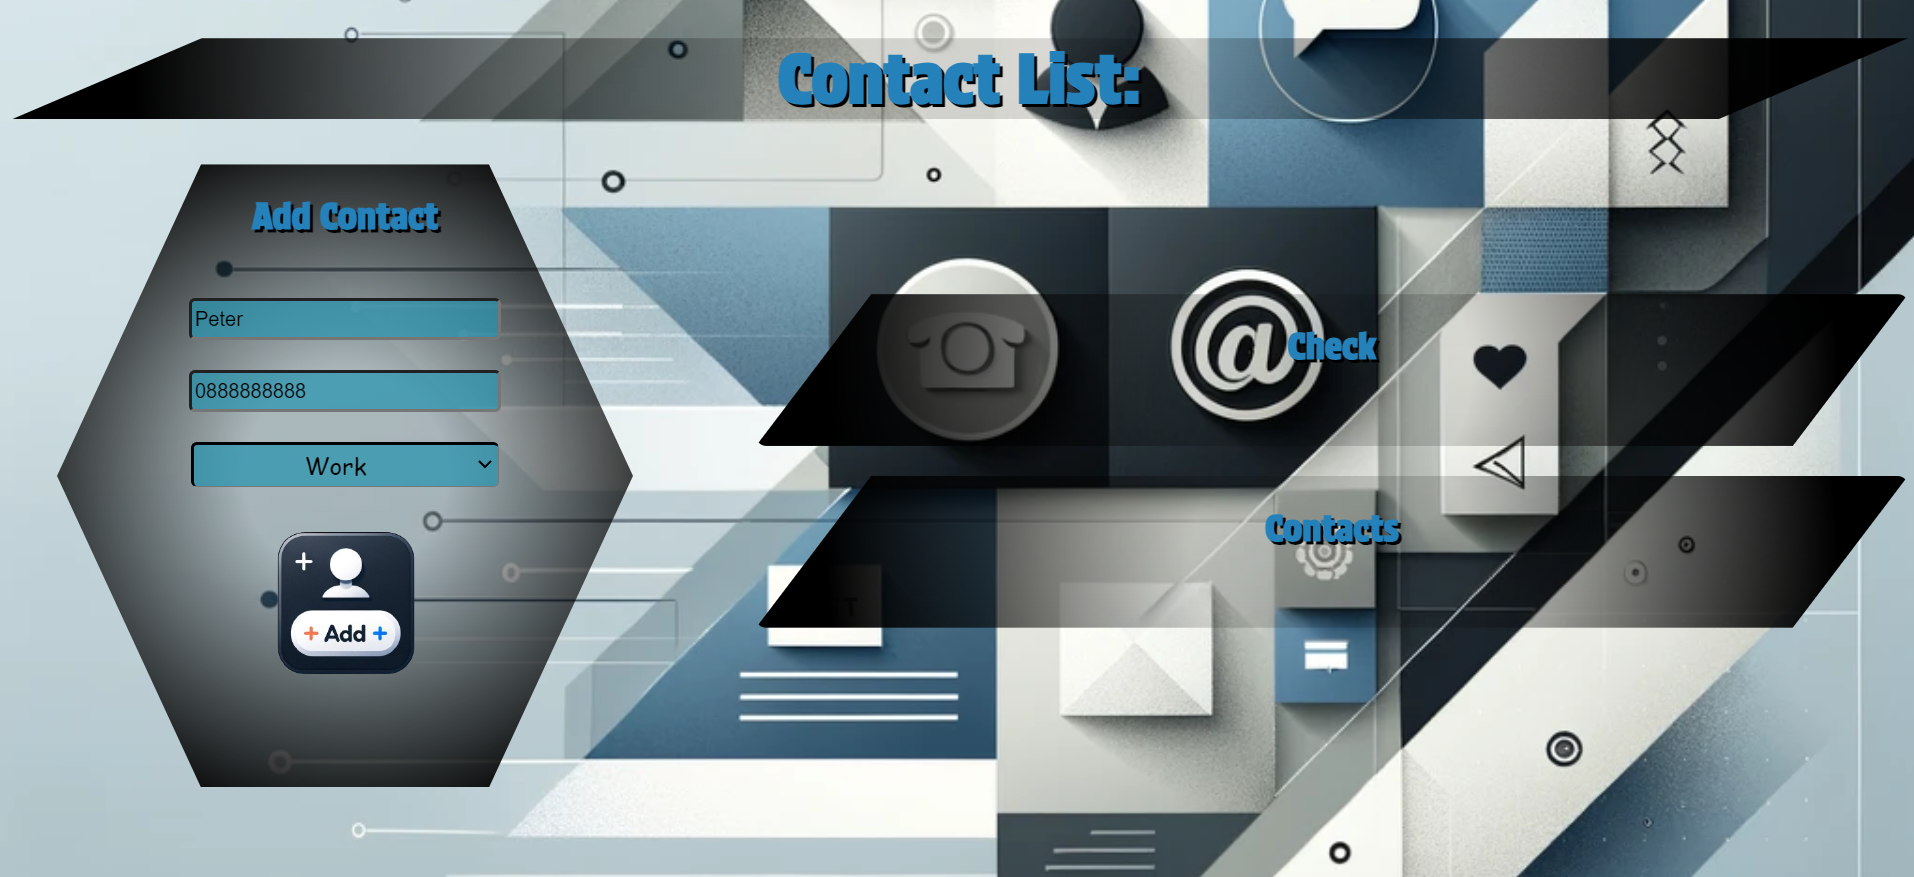 Contact List:
Add Contact
Peter
0888888888
Work
+ Add +
Check
Contacts